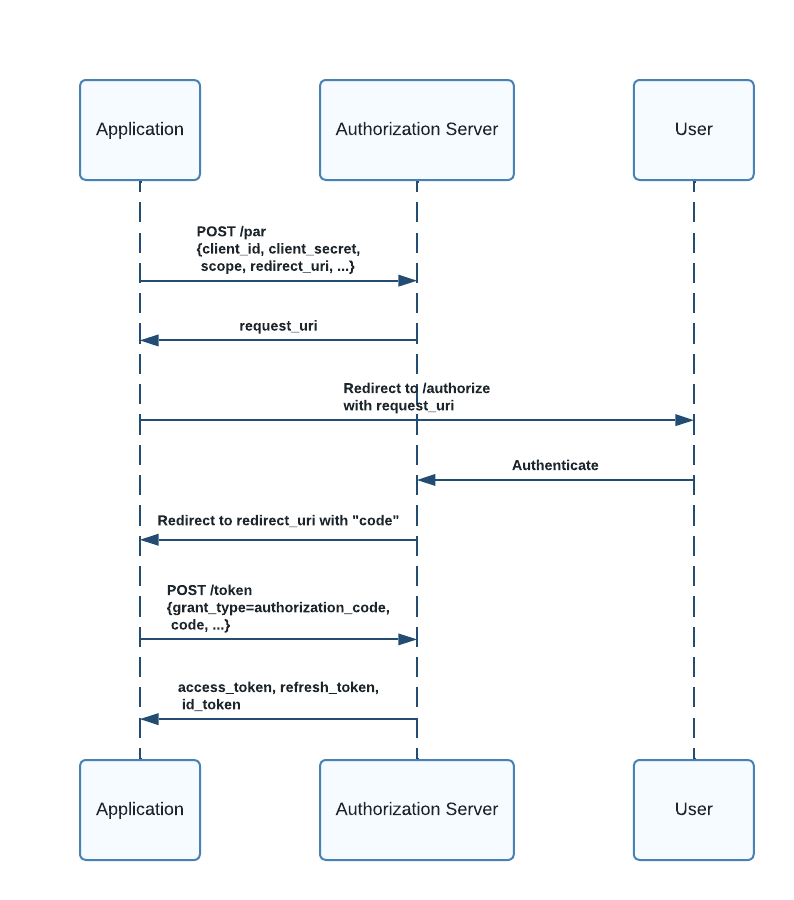 Application
Authorization Server
User
POST /par
{client_id, client_secret,
scope, redirect_uri, ...}
request_uri
Redirect to /authorize
with request_uri
Authenticate
Redirect to redirect_uri with "code"
POST /token
{grant_type=authorization_code,
code, ...}
access_token, refresh_token,
id_token
Application
Authorization Server
User